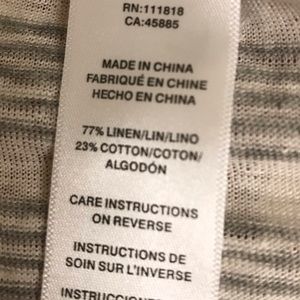 RN:111818
CA:45885
MADE IN CHINA
FABRIQUÉ EN CHINE
HECHO EN CHINA
77% LINEN/LIN/LINO
23% COTTON/COTON/
ALGODÓN
CARE INSTRUCTIONS
ON REVERSE
INSTRUCTIONS DE
SOIN SUR L'INVERSE